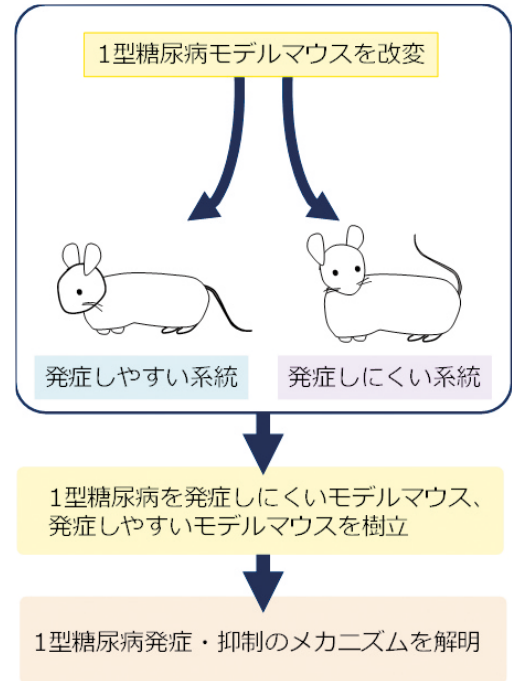 1型糖尿病モデルマウスを改変
発症しやすい系統
発症しにくい系統
1型糖尿病を発症しにくいモデルマウス、
発症しやすいモデルマウスを樹立
1型糖尿病発症・抑制のメカニズムを解明